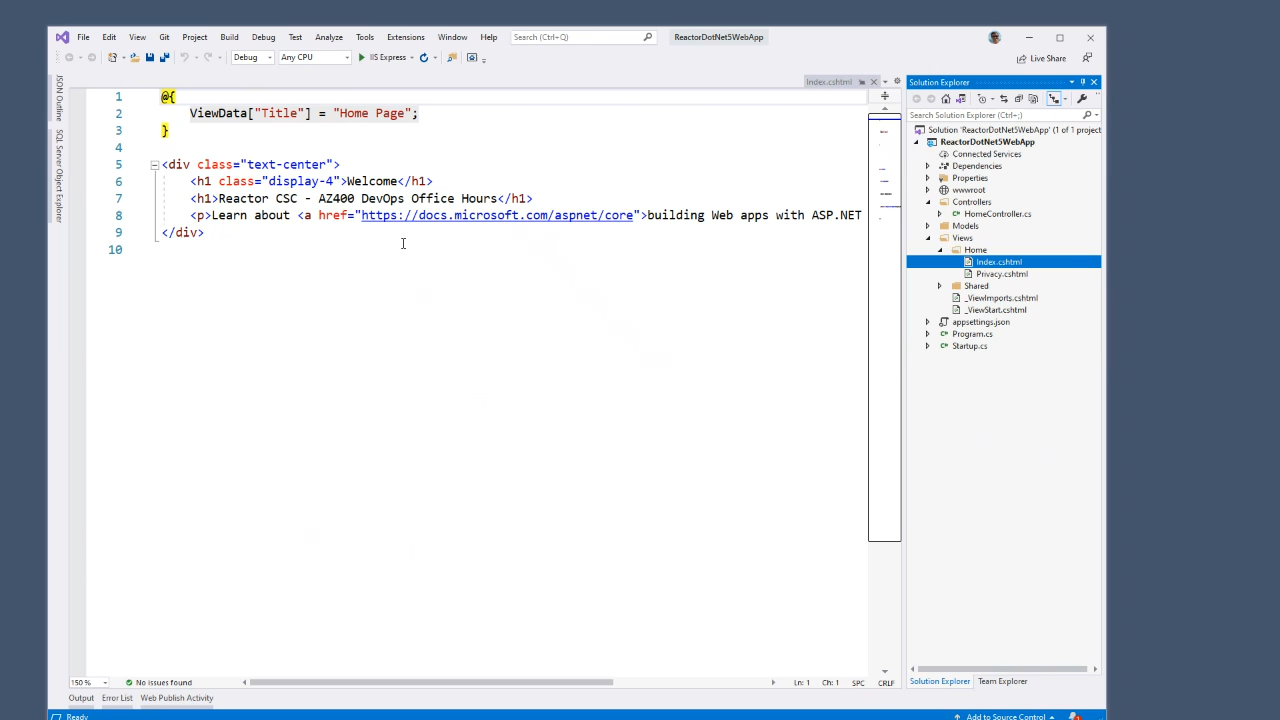 File Edit View Git Project Build Debug Test Analyze Tools Extensions Window Help Search (Ctrl+Q) ReactorDotNet5WebApp
Debug Any CPU IIS Express Live Share
Index.cshtml
JSON Outline
SQL Server Object Explorer
1 @{
2 ViewData["Title"] = "Home Page";
3 }
4
5 <div class="text-center">
6 <h1 class="display-4">Welcome</h1>
7 <h1>Reactor CSC - AZ400 DevOps Office Hours</h1>
8 <p>Learn about <a href="https://docs.microsoft.com/aspnet/core">building Web apps with ASP.NET
9 </div>
10
Solution Explorer
Search Solution Explorer (Ctrl+;)
Solution 'ReactorDotNet5WebApp' (1 of 1 project
ReactorDotNet5WebApp
Connected Services
Dependencies
Properties
wwwroot
Controllers
C# HomeController.cs
Models
Views
Home
Index.cshtml
Privacy.cshtml
Shared
_ViewImports.cshtml
_ViewStart.cshtml
appsettings.json
C# Program.cs
C# Startup.cs
150 % No issues found Ln: 1 Ch: 1 SPC CRLF
Solution Explorer Team Explorer
Output Error List Web Publish Activity
Ready Add to Source Control